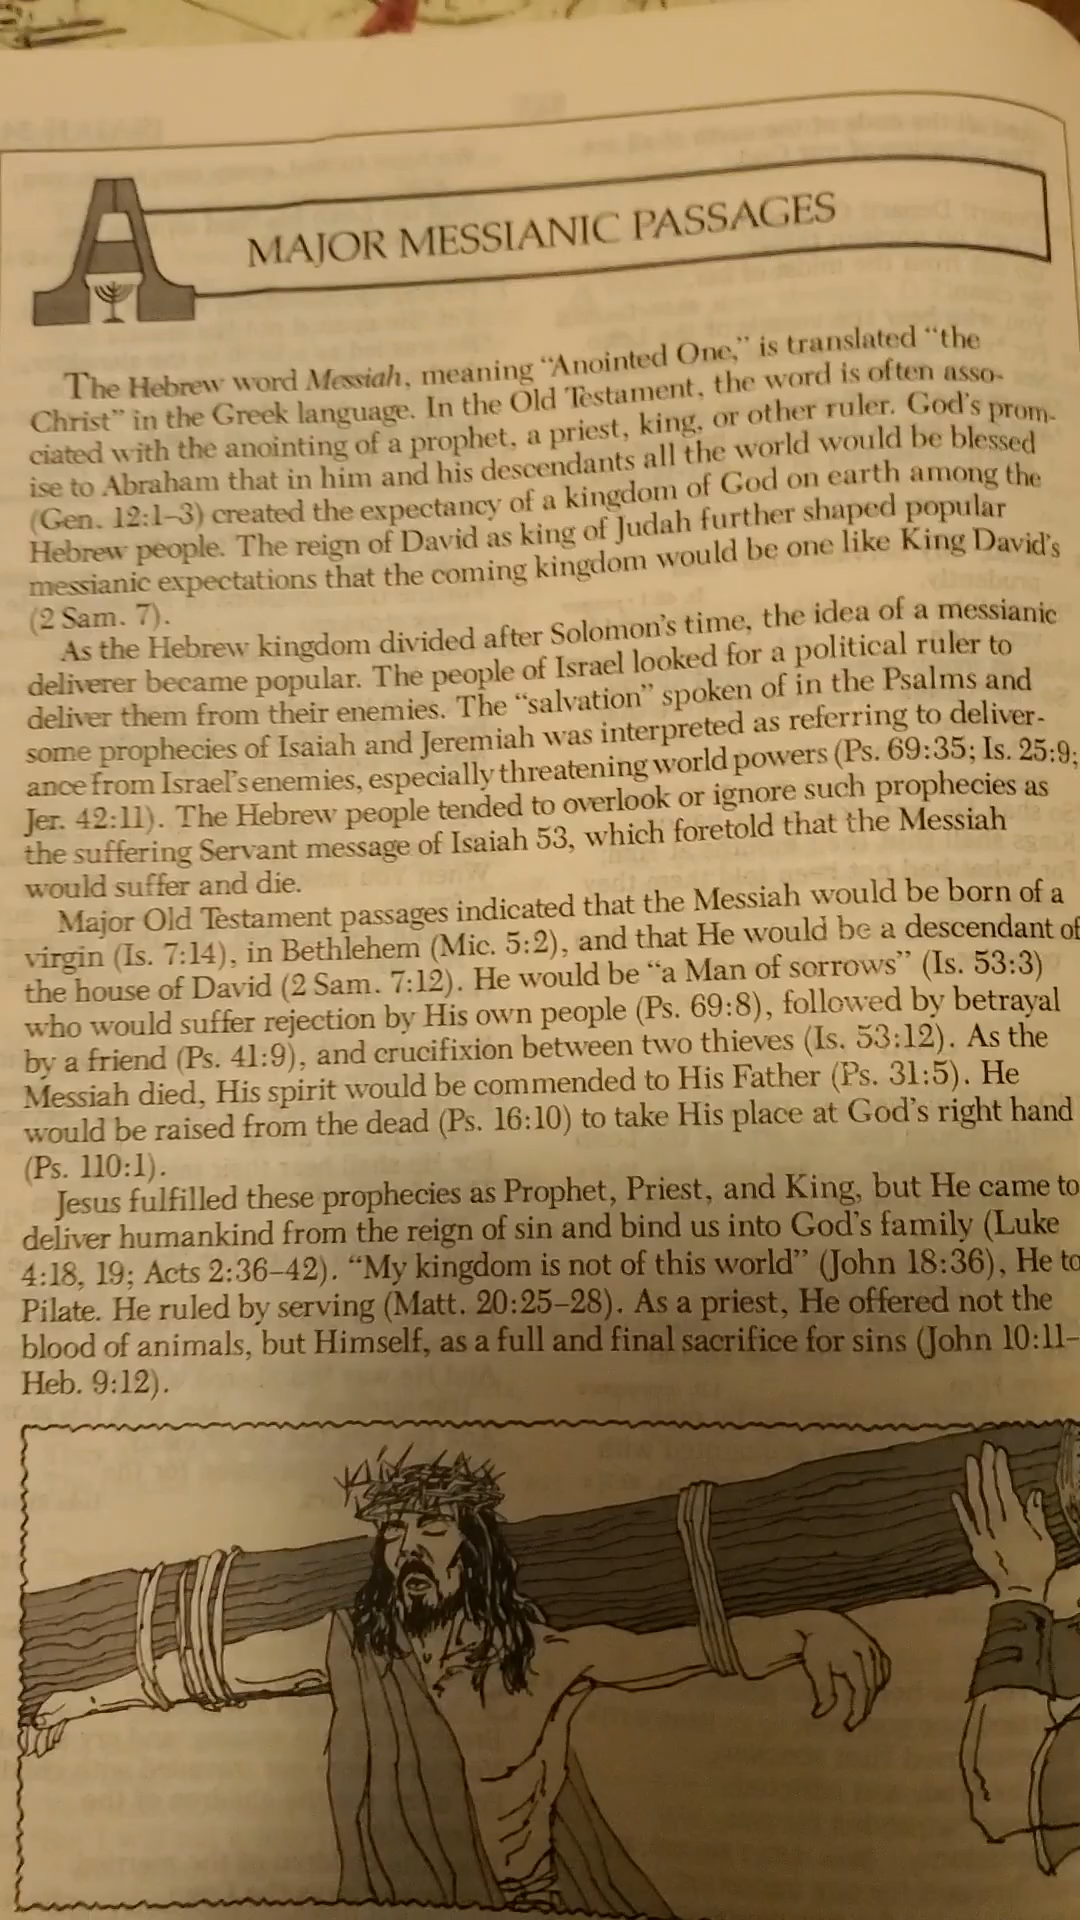 MAJOR MESSIANIC PASSAGES
The Hebrew word Messiah, meaning “Anointed One,” is translated “the
Christ” in the Greek language. In the Old Testament, the word is often asso-
ciated with the anointing of a prophet, a priest, king, or other ruler. God’s prom-
ise to Abraham that in him and his descendants all the world would be blessed
(Gen. 12:1–3) created the expectancy of a kingdom of God on earth among the
Hebrew people. The reign of David as king of Judah further shaped popular
messianic expectations that the coming kingdom would be one like King David’s
(2 Sam. 7).
As the Hebrew kingdom divided after Solomon’s time, the idea of a messianic
deliverer became popular. The people of Israel looked for a political ruler to
deliver them from their enemies. The “salvation” spoken of in the Psalms and
some prophecies of Isaiah and Jeremiah was interpreted as referring to deliver-
ance from Israel’s enemies, especially threatening world powers (Ps. 69:35; Is. 25:9;
Jer. 42:11). The Hebrew people tended to overlook or ignore such prophecies as
the suffering Servant message of Isaiah 53, which foretold that the Messiah
would suffer and die.
Major Old Testament passages indicated that the Messiah would be born of a
virgin (Is. 7:14), in Bethlehem (Mic. 5:2), and that He would be a descendant of
the house of David (2 Sam. 7:12). He would be “a Man of sorrows” (Is. 53:3)
who would suffer rejection by His own people (Ps. 69:8), followed by betrayal
by a friend (Ps. 41:9), and crucifixion between two thieves (Is. 53:12). As the
Messiah died, His spirit would be commended to His Father (Ps. 31:5). He
would be raised from the dead (Ps. 16:10) to take His place at God’s right hand
(Ps. 110:1).
Jesus fulfilled these prophecies as Prophet, Priest, and King, but He came to
deliver humankind from the reign of sin and bind us into God’s family (Luke
4:18, 19; Acts 2:36–42). “My kingdom is not of this world” (John 18:36), He to
Pilate. He ruled by serving (Matt. 20:25–28). As a priest, He offered not the
blood of animals, but Himself, as a full and final sacrifice for sins (John 10:11–
Heb. 9:12).